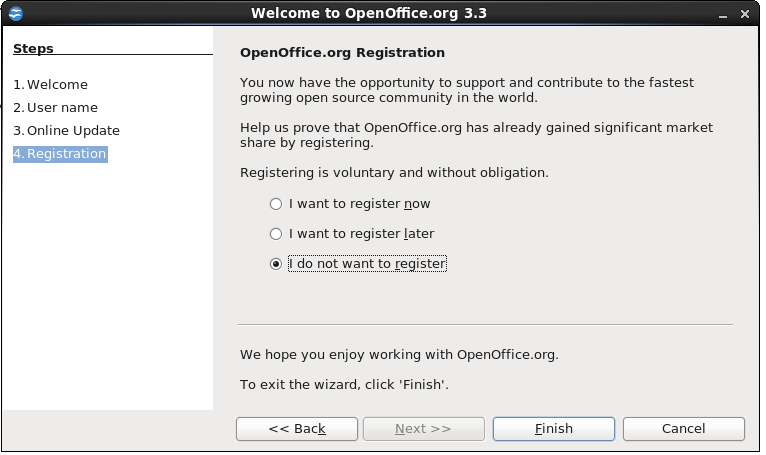 Welcome to OpenOffice.org 3.3
Steps
1. Welcome
2. User name
3. Online Update
4. Registration
OpenOffice.org Registration
You now have the opportunity to support and contribute to the fastest
growing open source community in the world.
Help us prove that OpenOffice.org has already gained significant market
share by registering.
Registering is voluntary and without obligation.
I want to register now
I want to register later
I do not want to register
We hope you enjoy working with OpenOffice.org.
To exit the wizard, click 'Finish'.
<< Back
Next >>
Finish
Cancel